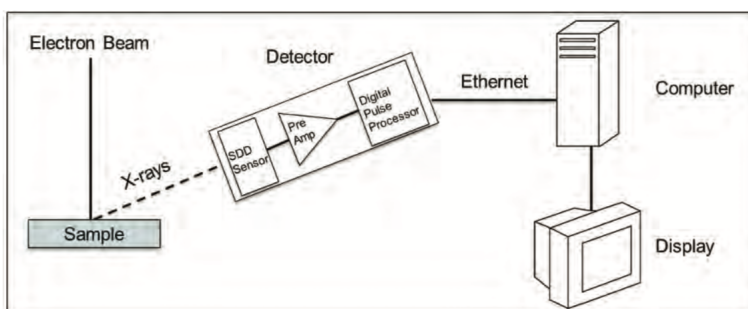 Electron Beam
Detector
Ethernet
Computer
Digital
Pulse
Processor
Pre
Amp
SDD
Sensor
X-rays
Sample
Display